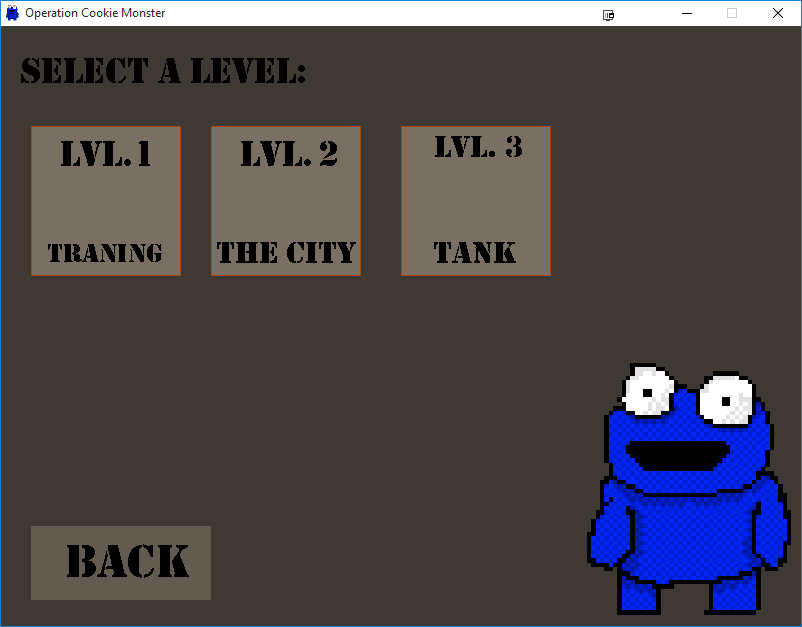 Operation Cookie Monster
SELECT A LEVEL:
LVL. 1
TRANING
LVL. 2
THE CITY
LVL. 3
TANK
BACK